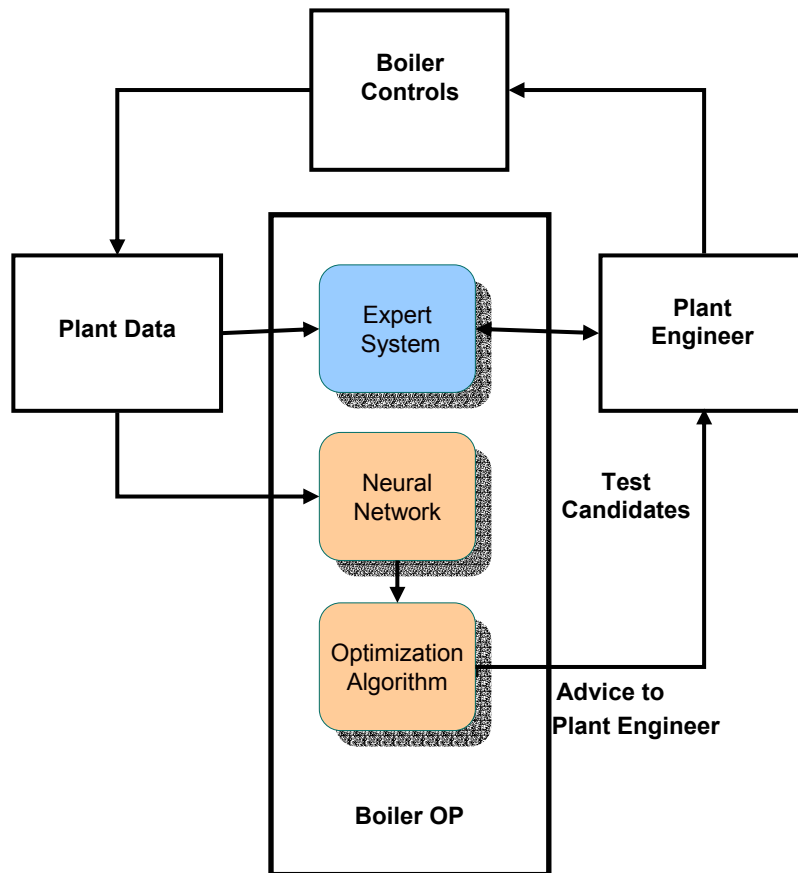 Boiler
Controls
Plant Data
Expert
System
Plant
Engineer
Neural
Network
Test
Candidates
Optimization
Algorithm
Advice to
Plant Engineer
Boiler OP